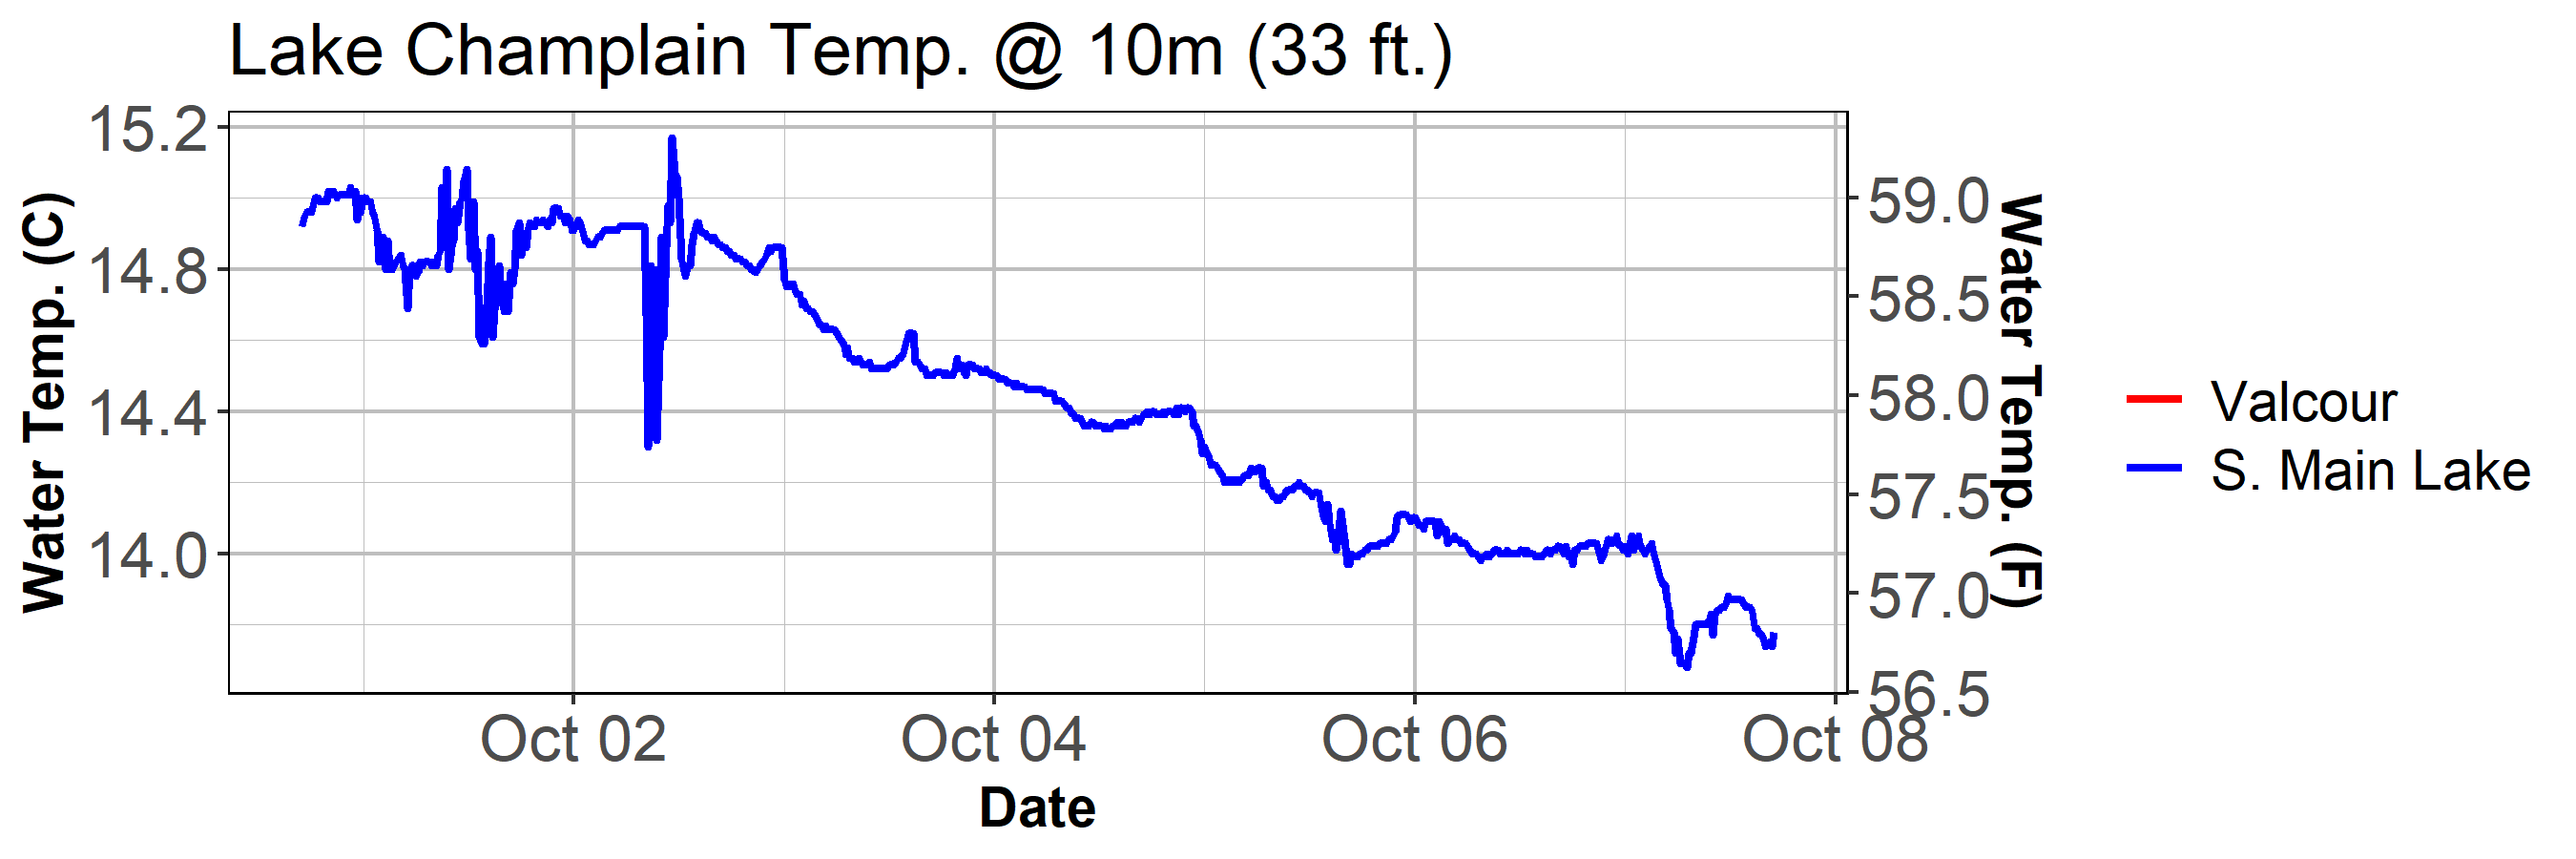 Lake Champlain Temp. @ 10m (33 ft.)
Water Temp. (C)
15.2
14.8
14.4
14.0
59.0
58.5
58.0
57.5
57.0
56.5
Water Temp. (F)
Oct 02
Oct 04
Oct 06
Oct 08
Date
Valcour
S. Main Lake